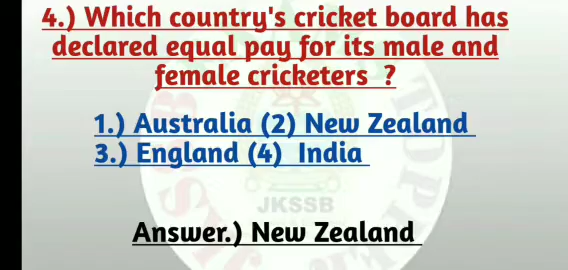 4.) Which country's cricket board has
declared equal pay for its male and
female cricketers ?
1.) Australia (2) New Zealand
3.) England (4) India
JKSSB
Answer.) New Zealand